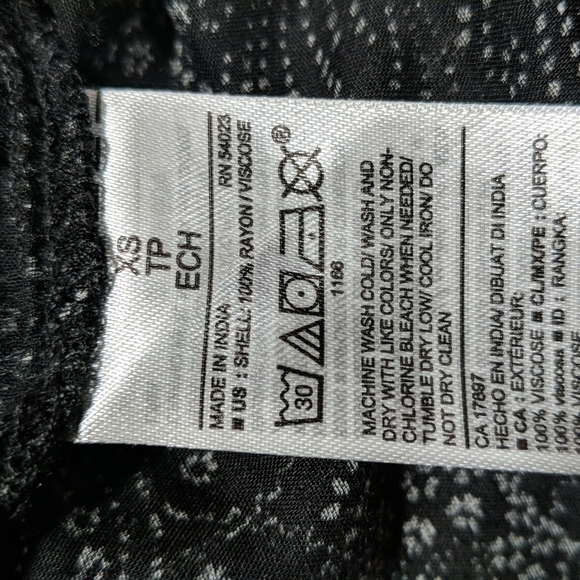 XS
TP
ECH
MADE IN INDIA RN 54023
■ US : SHELL: 100% RAYON / VISCOSE
30
®
1166
MACHINE WASH COLD/ WASH AND
DRY WITH LIKE COLORS/ ONLY NON-
CHLORINE BLEACH WHEN NEEDED/
TUMBLE DRY LOW/ COOL IRON/ DO
NOT DRY CLEAN
CA 17897
HECHO EN INDIA/ DIBUAT DI INDIA
■ CA : EXTÉRIEUR:
100% VISCOSE ■ CL/MX/PE : CUERPO:
100% viscosa ■ ID : RANGKA:
VISCOSE